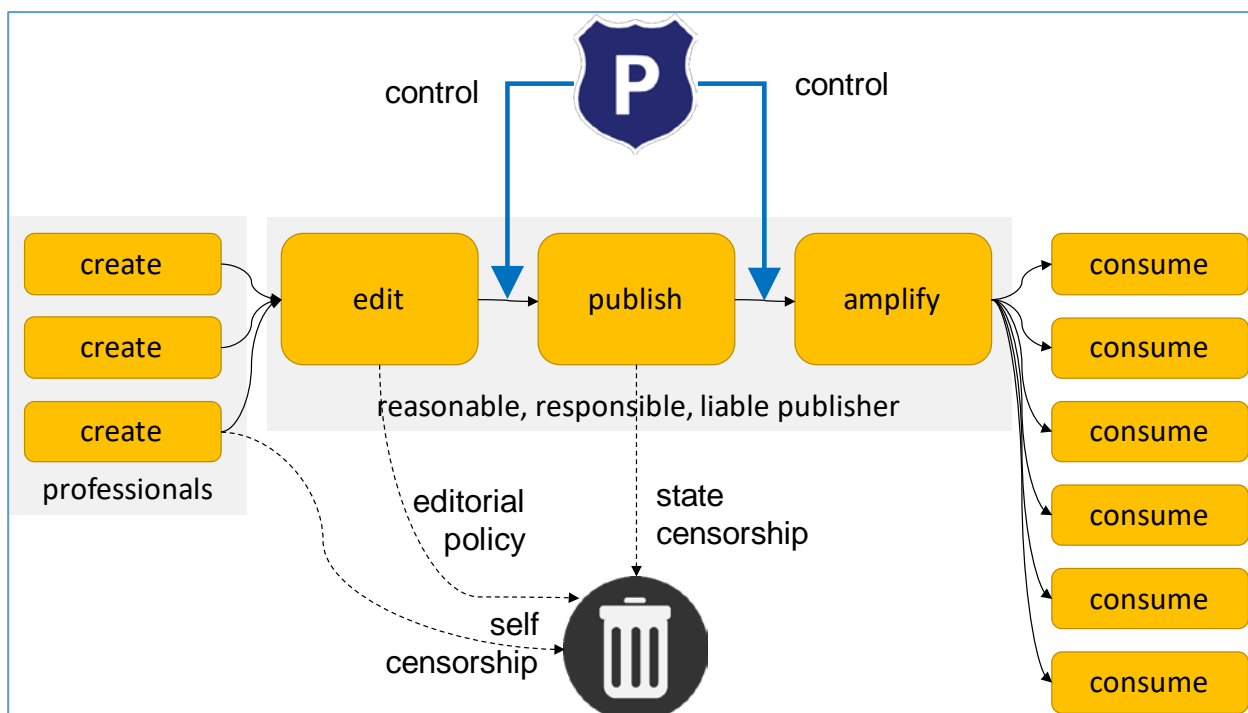 P
control
control
create
create
create
professionals
edit
publish
amplify
reasonable, responsible, liable publisher
editorial
policy
state
censorship
self
censorship
consume
consume
consume
consume
consume
consume